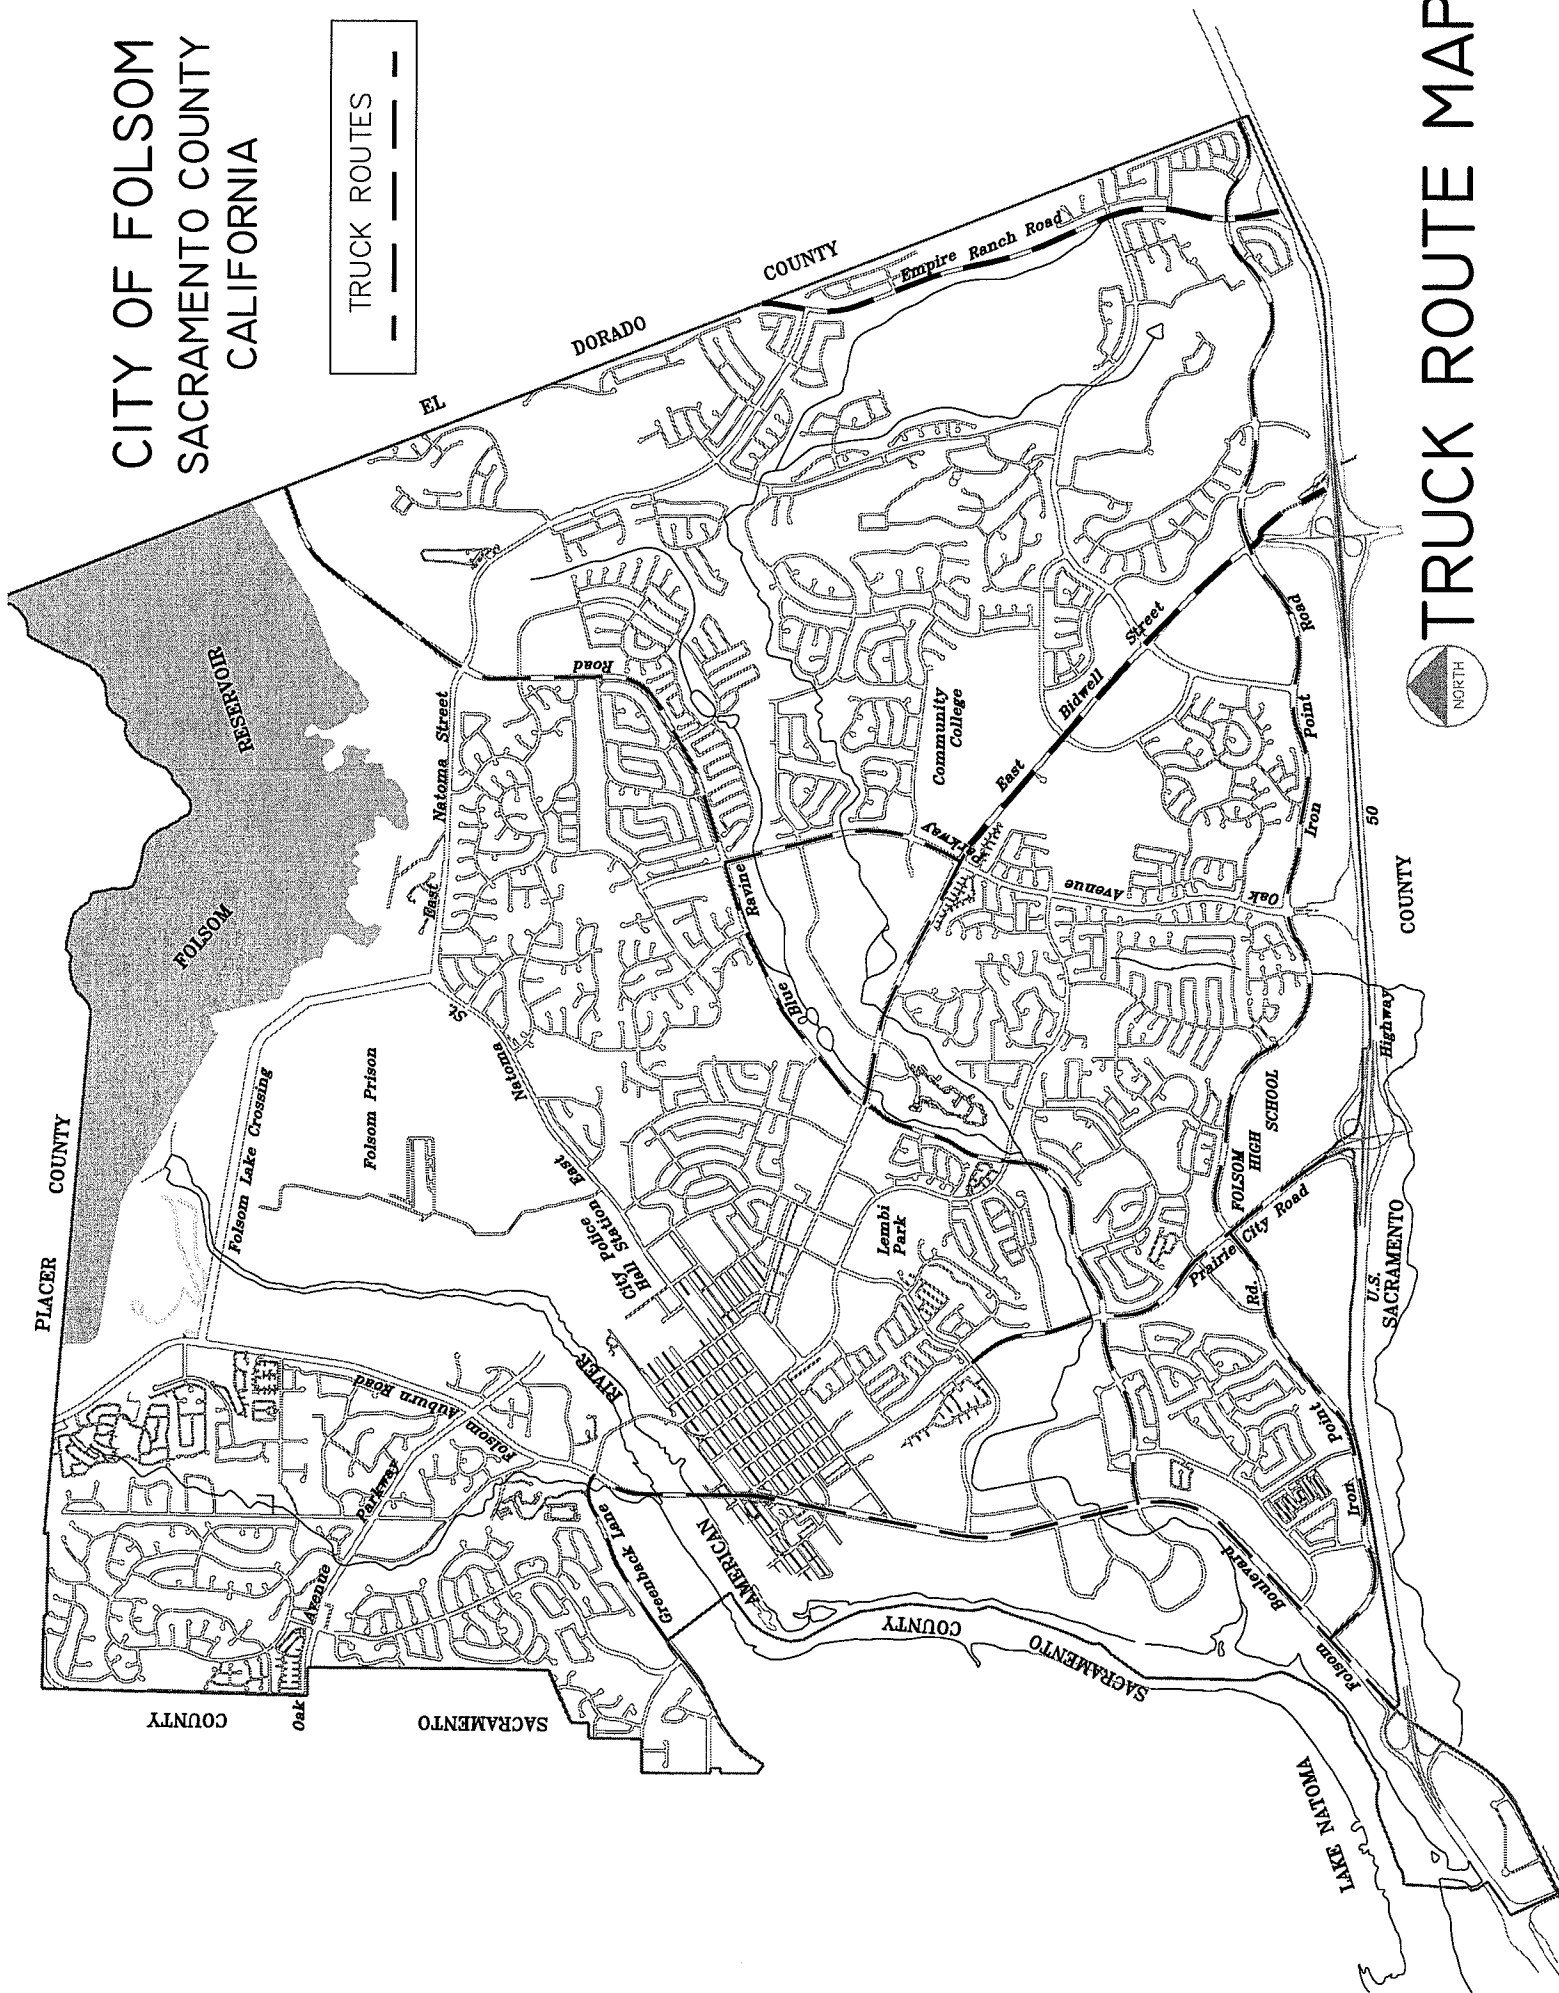 CITY OF FOLSOM
SACRAMENTO COUNTY
CALIFORNIA
TRUCK ROUTES
PLACER COUNTY
EL DORADO COUNTY
FOLSOM RESERVOIR
Folsom Lake Crossing
Folsom Prison
East Natoma Street
East Natoma St
City Hall
Police Station
Folsom Auburn Road
Oak Avenue Parkway
Greenback Lane
AMERICAN RIVER
SACRAMENTO COUNTY
SACRAMENTO COUNTY
LAKE NATOMA
Folsom Boulevard
Iron Point Rd.
Prairie City Road
FOLSOM
HIGH
SCHOOL
Lembi
Park
Blue Ravine Road
Oak Avenue Parkway
East Bidwell Street
Community
College
Empire Ranch Road
Iron Point Road
U.S. Highway 50
SACRAMENTO COUNTY
NORTH
TRUCK ROUTE MAP